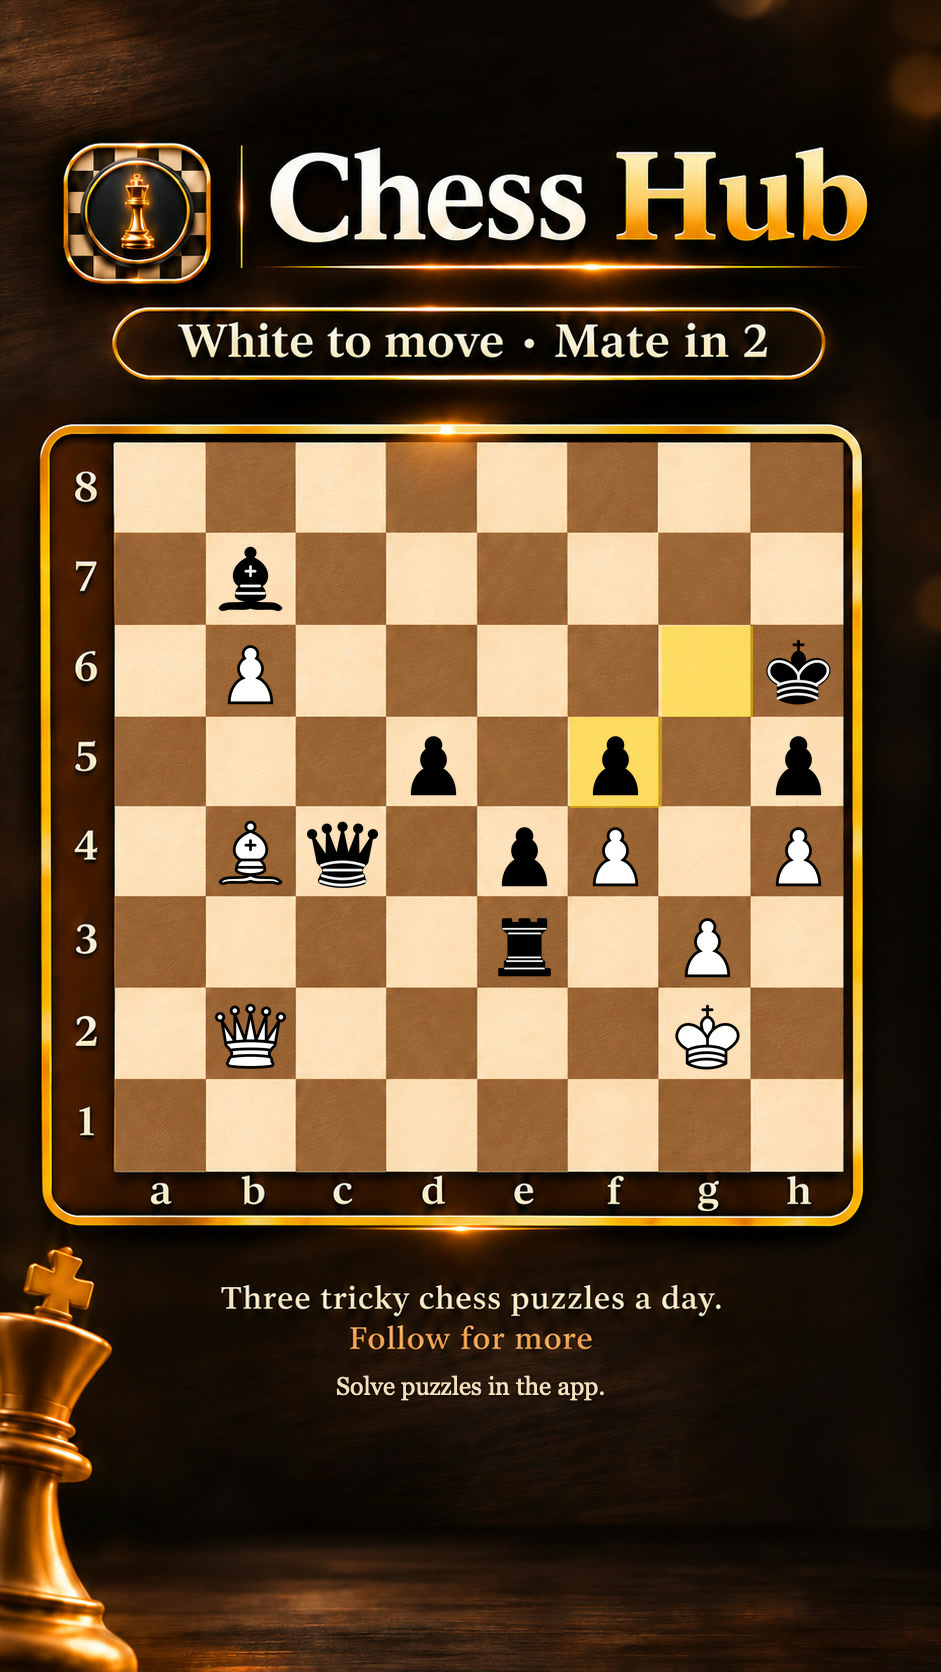 Chess Hub
White to move · Mate in 2
8
7
6
5
4
3
2
1
a b c d e f g h
Three tricky chess puzzles a day.
Follow for more
Solve puzzles in the app.